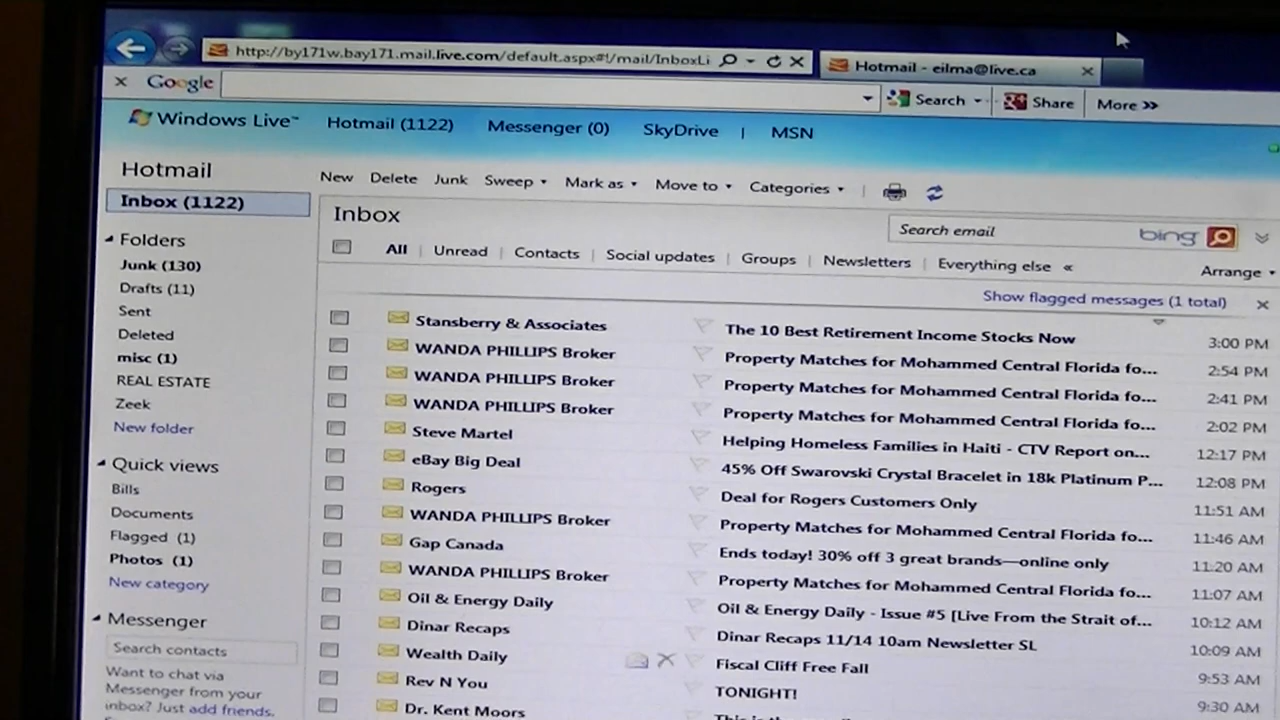 http://by171w.bay171.mail.live.com/default.aspx#!/mail/InboxLi
Hotmail - eilma@live.ca
Google
Search
Share
More >>
Windows Live™
Hotmail (1122)
Messenger (0)
SkyDrive
MSN
Hotmail
New Delete Junk Sweep Mark as Move to Categories
Inbox (1122)
Inbox
Search email
bing
Folders
All | Unread | Contacts | Social updates | Groups | Newsletters | Everything else «
Arrange
Junk (130)
Drafts (11)
Sent
Deleted
misc (1)
REAL ESTATE
Zeek
New folder
Quick views
Bills
Documents
Flagged (1)
Photos (1)
New category
Messenger
Search contacts
Want to chat via
Messenger from your
inbox? Just add friends.
Show flagged messages (1 total)
Stansberry & Associates The 10 Best Retirement Income Stocks Now 3:00 PM
WANDA PHILLIPS Broker Property Matches for Mohammed Central Florida fo... 2:54 PM
WANDA PHILLIPS Broker Property Matches for Mohammed Central Florida fo... 2:41 PM
WANDA PHILLIPS Broker Property Matches for Mohammed Central Florida fo... 2:02 PM
Steve Martel Helping Homeless Families in Haiti - CTV Report on... 12:17 PM
eBay Big Deal 45% Off Swarovski Crystal Bracelet in 18k Platinum P... 12:08 PM
Rogers Deal for Rogers Customers Only 11:51 AM
WANDA PHILLIPS Broker Property Matches for Mohammed Central Florida fo... 11:46 AM
Gap Canada Ends today! 30% off 3 great brands—online only 11:20 AM
WANDA PHILLIPS Broker Property Matches for Mohammed Central Florida fo... 11:07 AM
Oil & Energy Daily Oil & Energy Daily - Issue #5 [Live From the Strait of... 10:12 AM
Dinar Recaps Dinar Recaps 11/14 10am Newsletter SL 10:09 AM
Wealth Daily Fiscal Cliff Free Fall 9:53 AM
Rev N You TONIGHT! 9:30 AM
Dr. Kent Moors